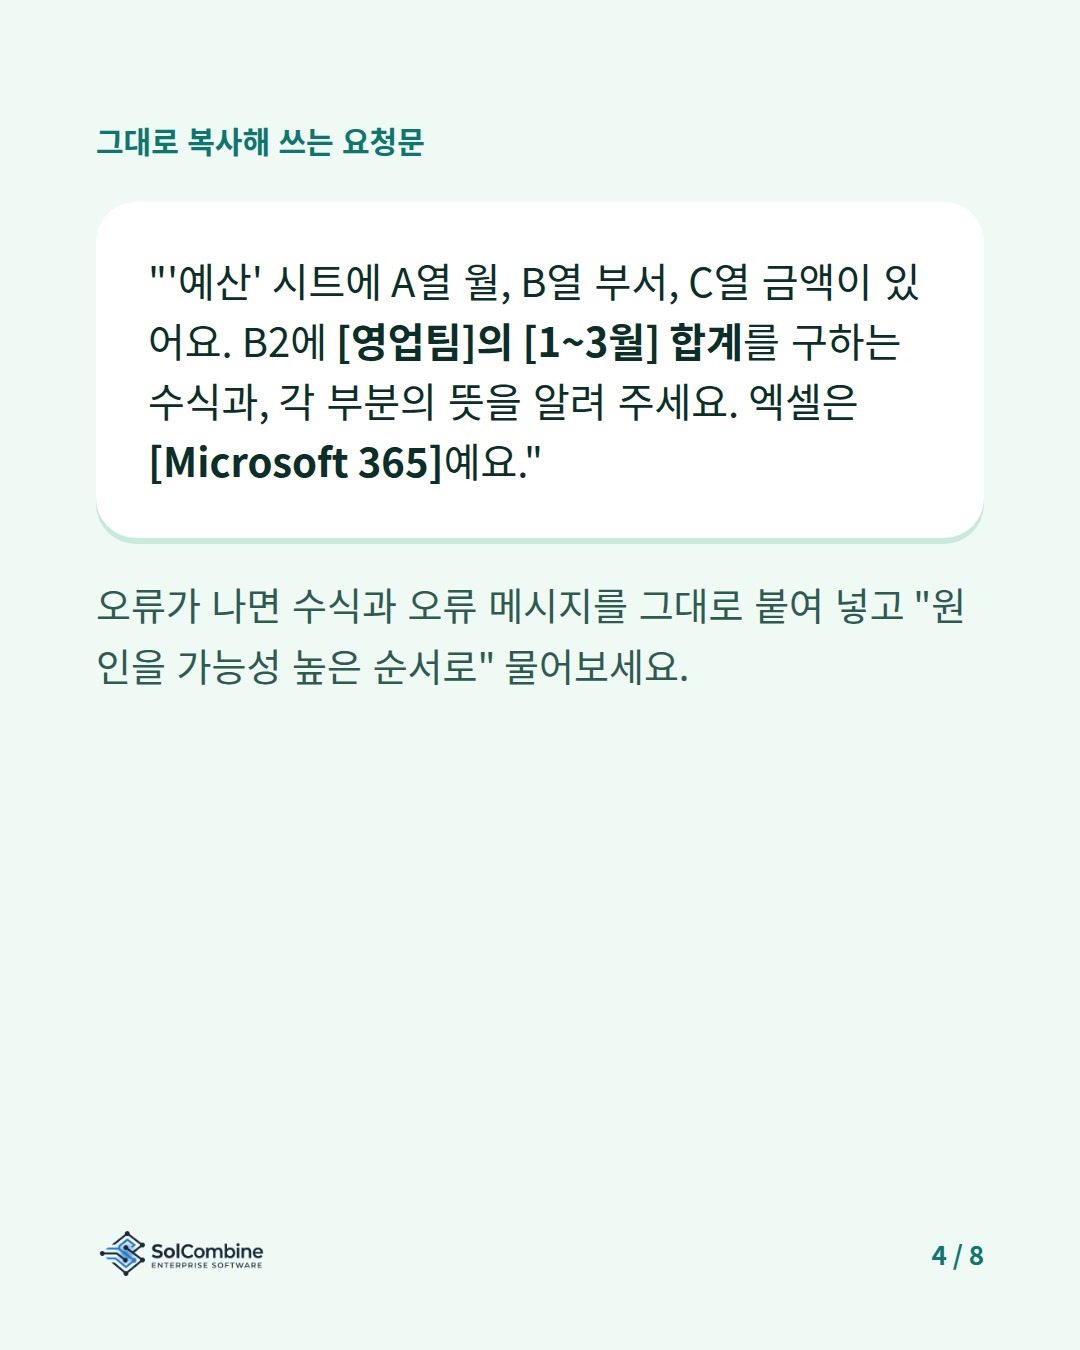 그대로 복사해 쓰는 요청문
"'예산' 시트에 A열 월, B열 부서, C열 금액이 있
어요. B2에 [영업팀]의 [1~3월] 합계를 구하는
수식과, 각 부분의 뜻을 알려 주세요. 엑셀은
[Microsoft 365]예요."
오류가 나면 수식과 오류 메시지를 그대로 붙여 넣고 "원
인을 가능성 높은 순서로" 물어보세요.
SolCombine
ENTERPRISE SOFTWARE
4 / 8